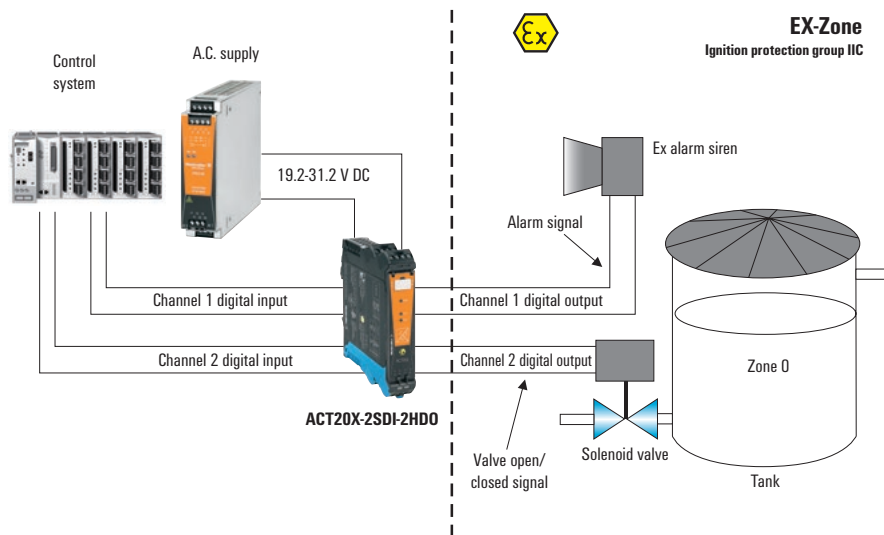 EX-Zone
Ignition protection group IIC
Ex
A.C. supply
Control
system
Ex alarm siren
19.2-31.2 V DC
Alarm signal
Channel 1 digital input
Channel 1 digital output
Channel 2 digital input
Channel 2 digital output
Zone 0
ACT20X-2SDI-2HDO
Solenoid valve
Valve open/
closed signal
Tank